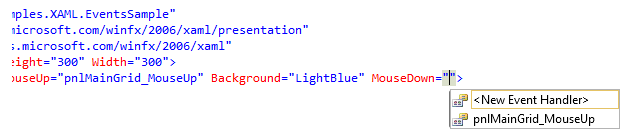 mples.XAML.EventsSample"
microsoft.com/winfx/2006/xaml/presentation"
s.microsoft.com/winfx/2006/xaml"
eight="300" Width="300">
ouseUp="pnlMainGrid_MouseUp" Background="LightBlue" MouseDown="">
<New Event Handler>
pnlMainGrid_MouseUp